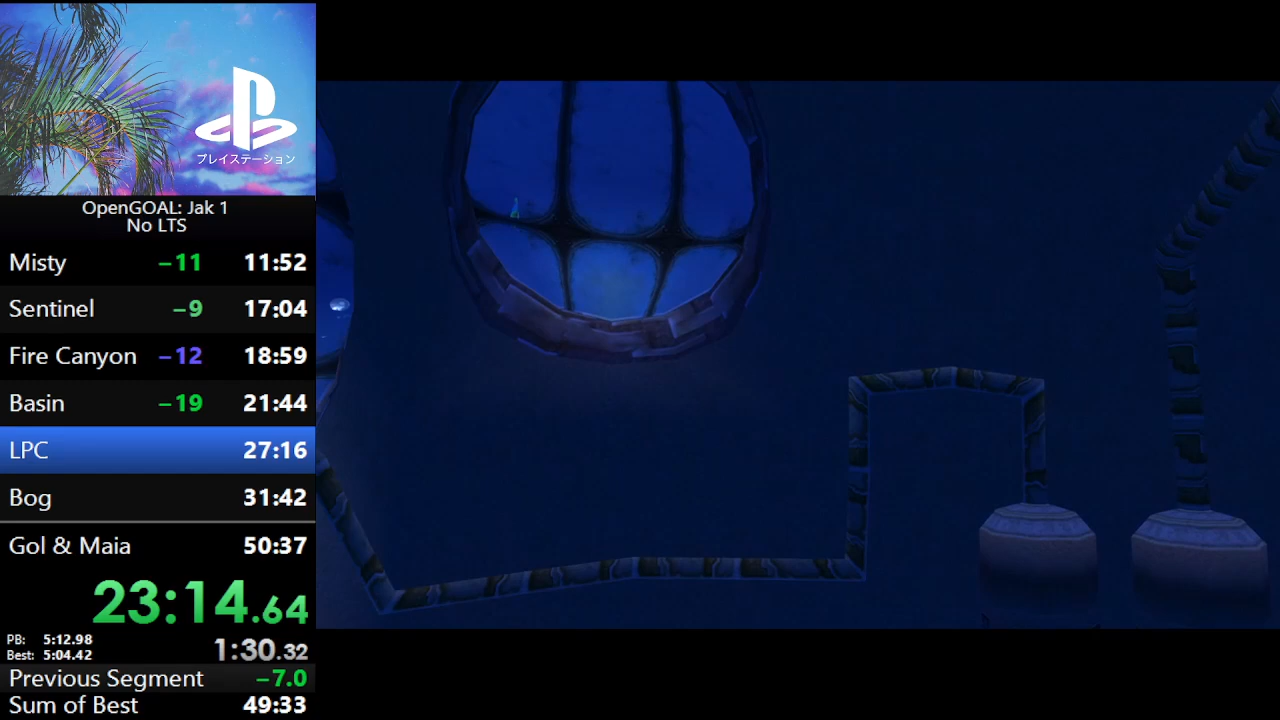 プレイステーション
OpenGOAL: Jak 1
No LTS
Misty -11 11:52
Sentinel -9 17:04
Fire Canyon -12 18:59
Basin -19 21:44
LPC 27:16
Bog 31:42
Gol & Maia 50:37
23:14.64
PB: 5:12.98
Best: 5:04.42
1:30.32
Previous Segment -7.0
Sum of Best 49:33